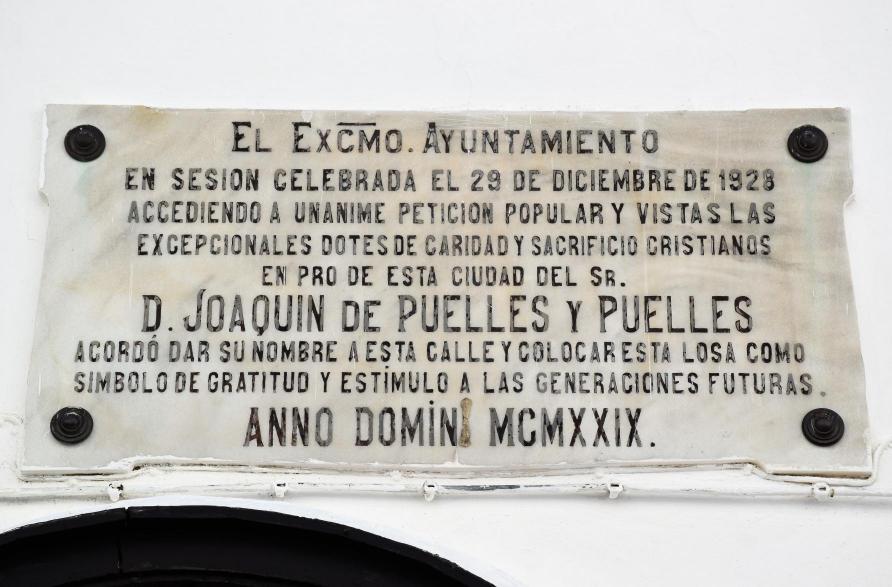 EL EXCMO. AYUNTAMIENTO
EN SESION CELEBRADA EL 29 DE DICIEMBRE DE 1928
ACCEDIENDO A UNANIME PETICION POPULAR Y VISTAS LAS
EXCEPCIONALES DOTES DE CARIDAD Y SACRIFICIO CRISTIANOS
EN PRO DE ESTA CIUDAD DEL SR.
D. JOAQUIN DE PUELLES Y PUELLES
ACORDÓ DAR SU NOMBRE A ESTA CALLE Y COLOCAR ESTA LOSA COMO
SIMBOLO DE GRATITUD Y ESTÍMULO A LAS GENERACIONES FUTURAS.
ANNO DOMINI MCMXXIX.